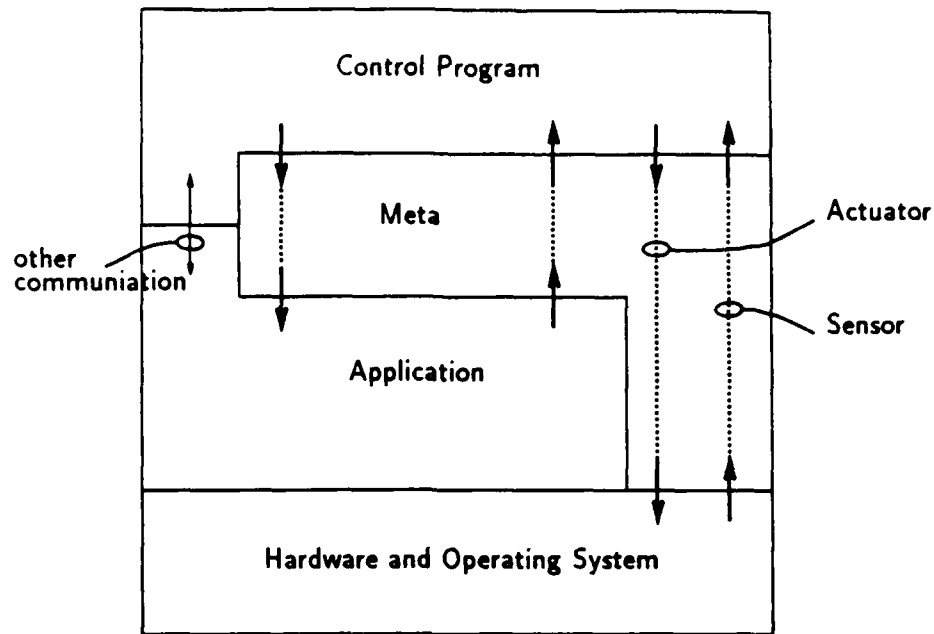 Control Program
Meta
Actuator
other
communiation
Sensor
Application
Hardware and Operating System